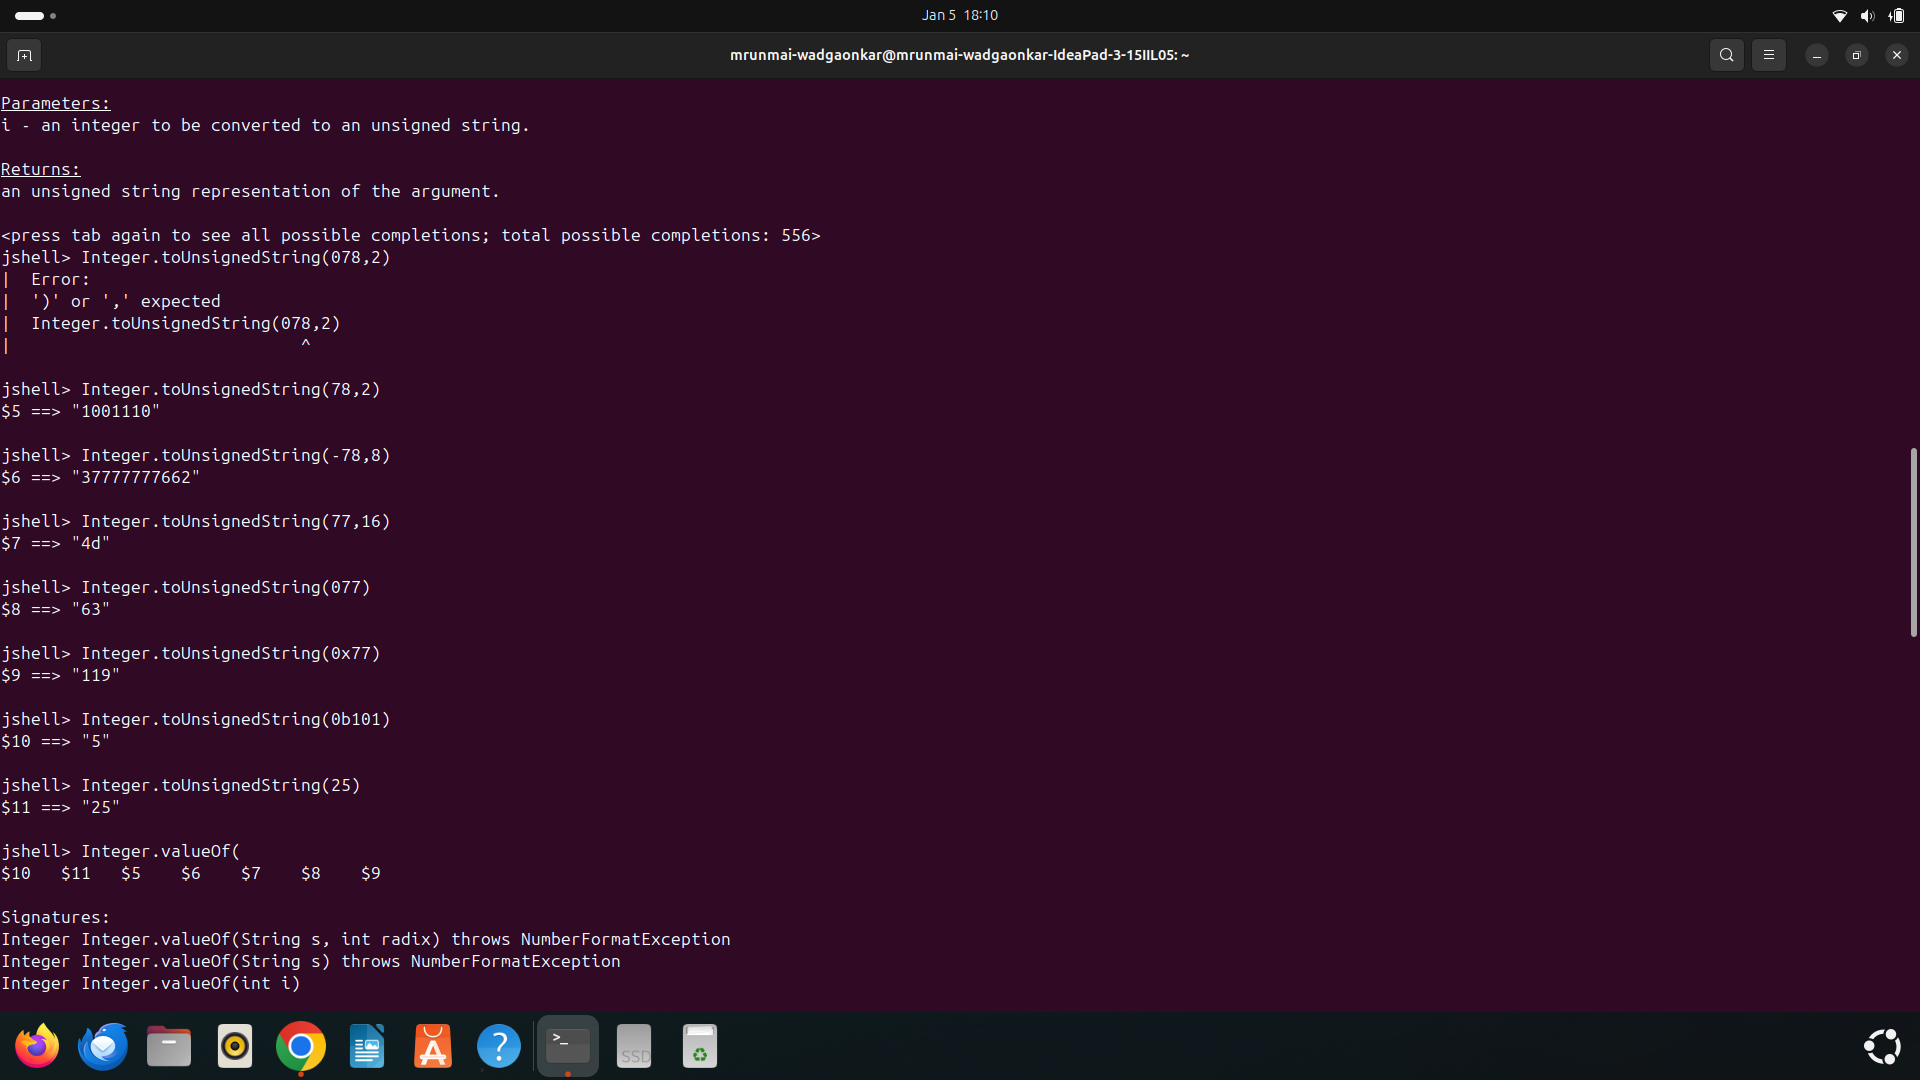 Jan 5 18:10
mrunmai-wadgaonkar@mrunmai-wadgaonkar-IdeaPad-3-15IIL05: ~
Parameters:
i - an integer to be converted to an unsigned string.
Returns:
an unsigned string representation of the argument.
<press tab again to see all possible completions; total possible completions: 556>
jshell> Integer.toUnsignedString(078,2)
|  Error:
|  ')' or ',' expected
|  Integer.toUnsignedString(078,2)
|                             ^
jshell> Integer.toUnsignedString(78,2)
$5 ==> "1001110"
jshell> Integer.toUnsignedString(-78,8)
$6 ==> "37777777662"
jshell> Integer.toUnsignedString(77,16)
$7 ==> "4d"
jshell> Integer.toUnsignedString(077)
$8 ==> "63"
jshell> Integer.toUnsignedString(0x77)
$9 ==> "119"
jshell> Integer.toUnsignedString(0b101)
$10 ==> "5"
jshell> Integer.toUnsignedString(25)
$11 ==> "25"
jshell> Integer.valueOf(
$10   $11   $5    $6    $7    $8    $9
Signatures:
Integer Integer.valueOf(String s, int radix) throws NumberFormatException
Integer Integer.valueOf(String s) throws NumberFormatException
Integer Integer.valueOf(int i)
>_
SSD